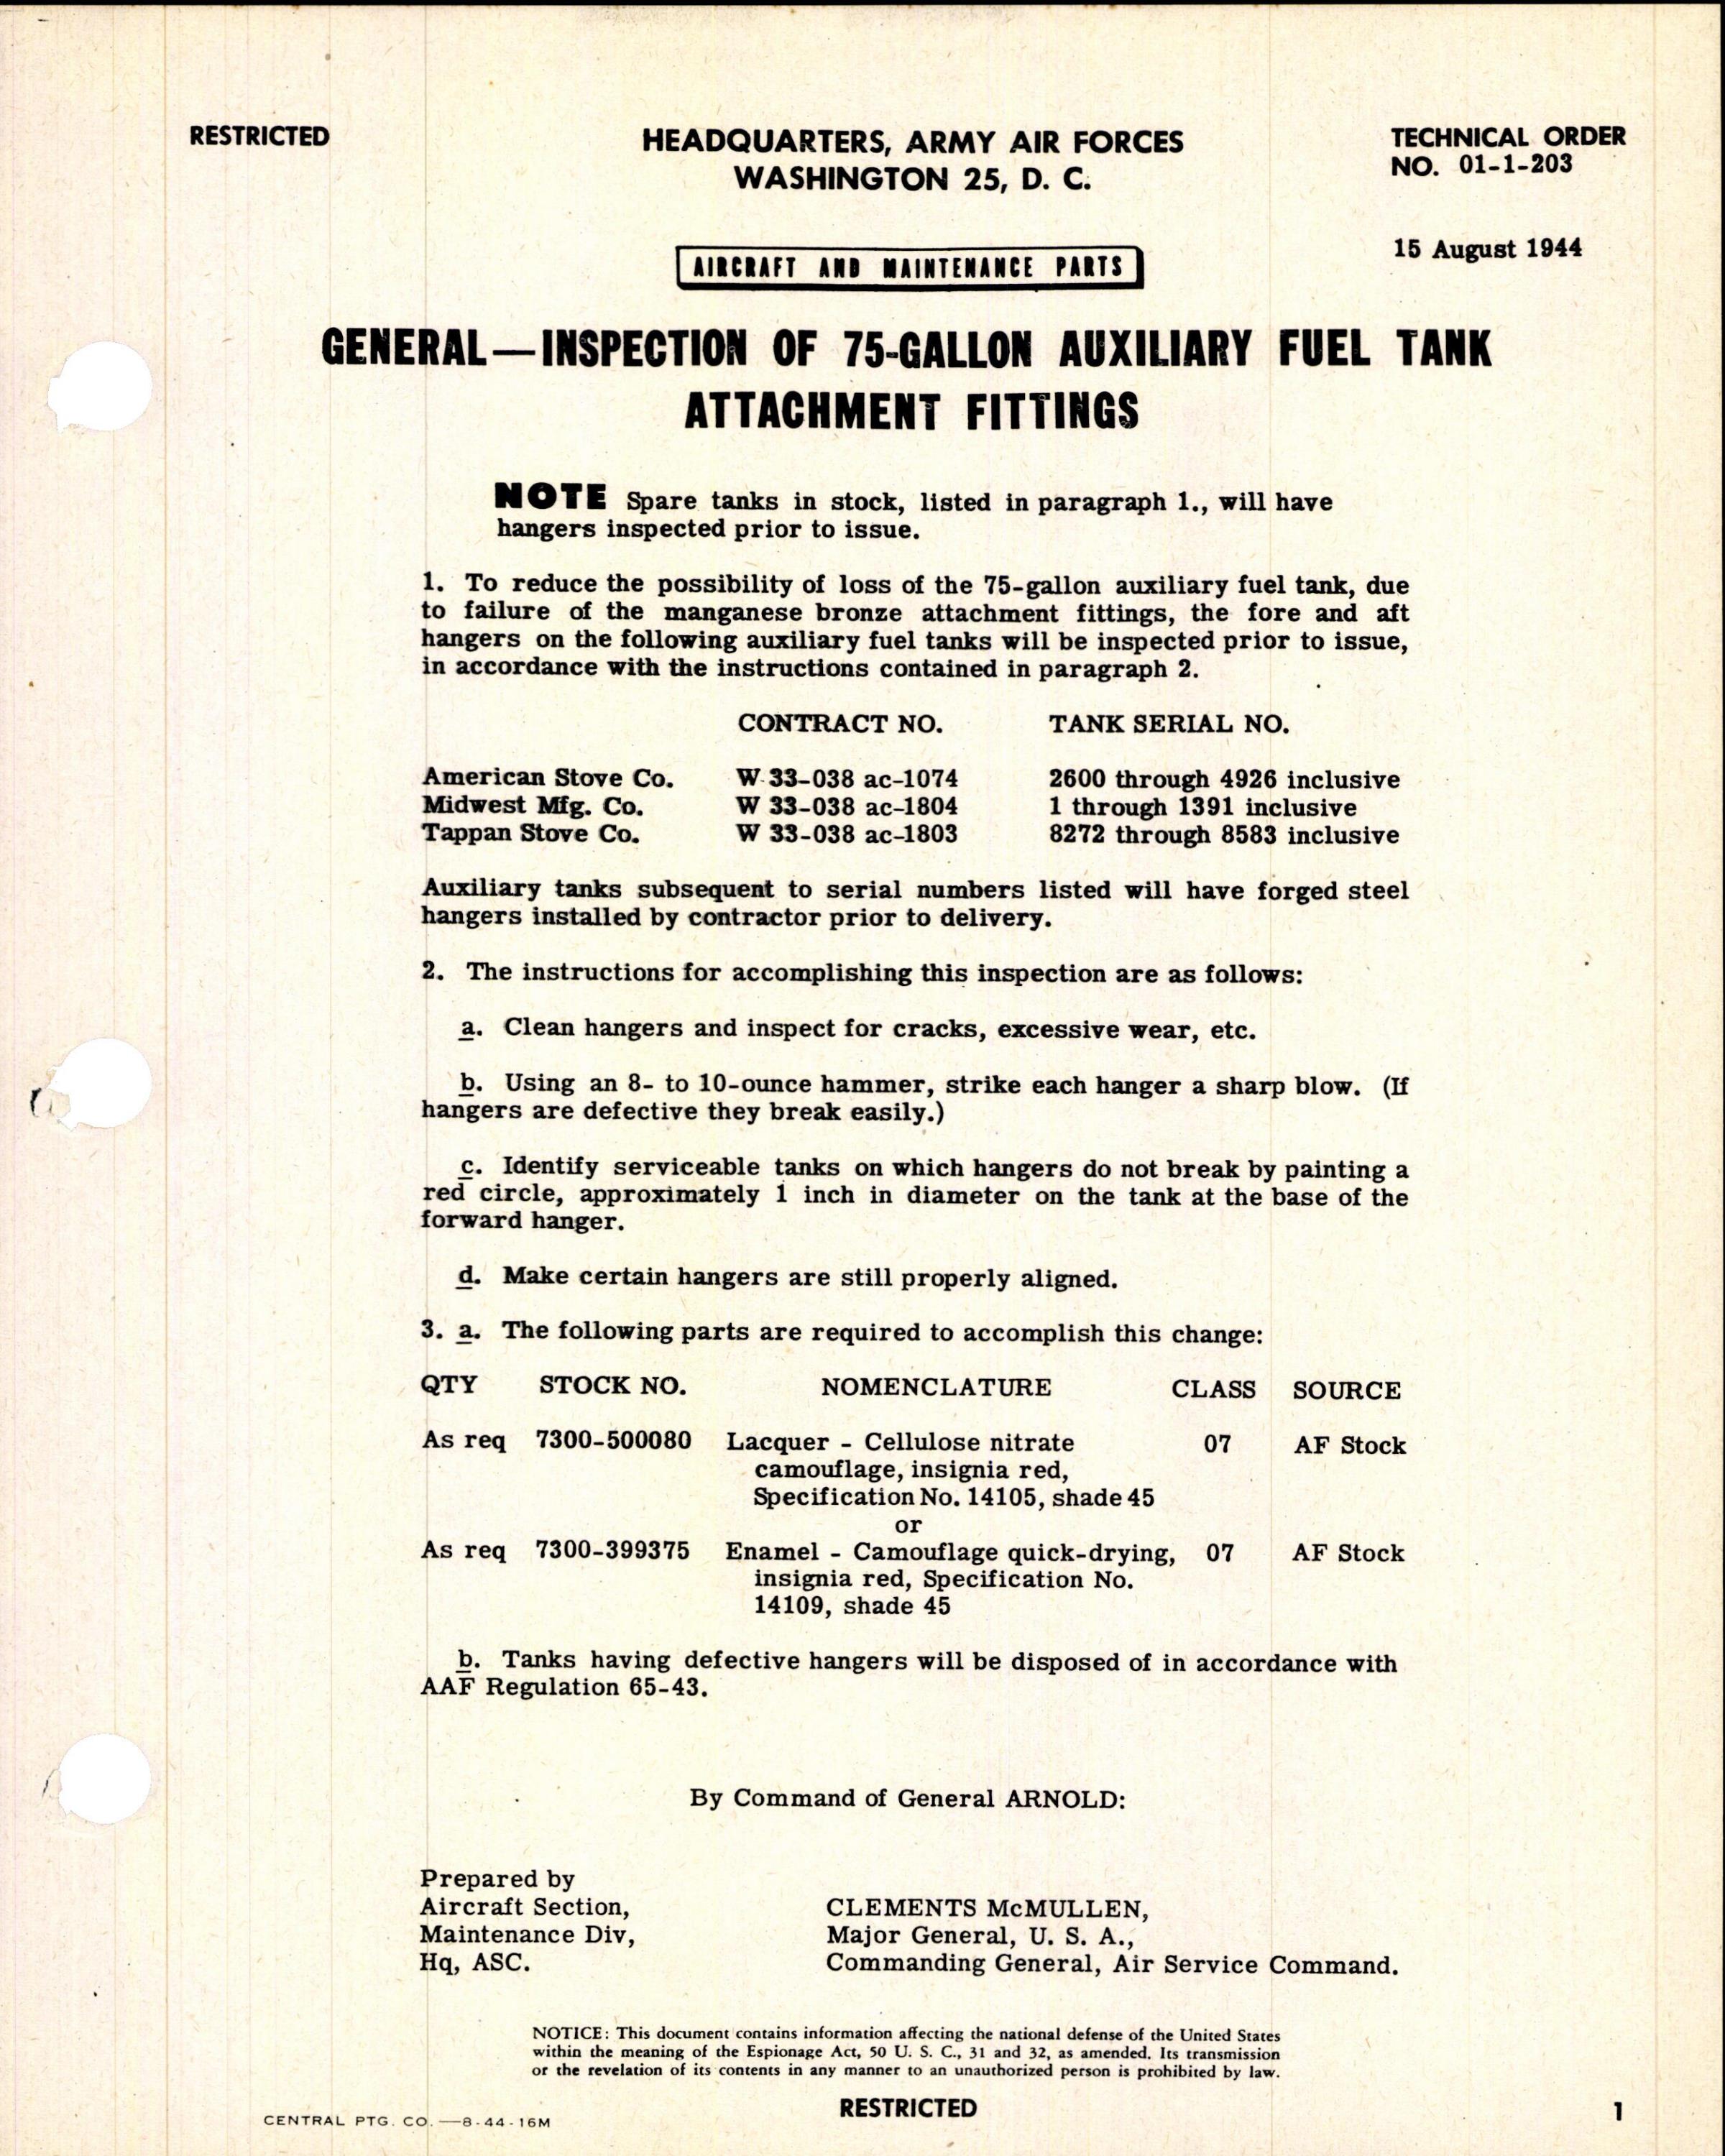 RESTRICTED
HEADQUARTERS, ARMY AIR FORCES
WASHINGTON 25, D. C.
TECHNICAL ORDER
NO. 01-1-203
15 August 1944
AIRCRAFT AND MAINTENANCE PARTS
GENERAL—INSPECTION OF 75-GALLON AUXILIARY FUEL TANK
ATTACHMENT FITTINGS
NOTE Spare tanks in stock, listed in paragraph 1., will have
hangers inspected prior to issue.
1. To reduce the possibility of loss of the 75-gallon auxiliary fuel tank, due
to failure of the manganese bronze attachment fittings, the fore and aft
hangers on the following auxiliary fuel tanks will be inspected prior to issue,
in accordance with the instructions contained in paragraph 2.
CONTRACT NO. TANK SERIAL NO.
American Stove Co. W 33-038 ac-1074 2600 through 4926 inclusive
Midwest Mfg. Co. W 33-038 ac-1804 1 through 1391 inclusive
Tappan Stove Co. W 33-038 ac-1803 8272 through 8583 inclusive
Auxiliary tanks subsequent to serial numbers listed will have forged steel
hangers installed by contractor prior to delivery.
2. The instructions for accomplishing this inspection are as follows:
a. Clean hangers and inspect for cracks, excessive wear, etc.
b. Using an 8- to 10-ounce hammer, strike each hanger a sharp blow. (If
hangers are defective they break easily.)
c. Identify serviceable tanks on which hangers do not break by painting a
red circle, approximately 1 inch in diameter on the tank at the base of the
forward hanger.
d. Make certain hangers are still properly aligned.
3. a. The following parts are required to accomplish this change:
QTY STOCK NO. NOMENCLATURE CLASS SOURCE
As req 7300-500080 Lacquer - Cellulose nitrate 07 AF Stock
camouflage, insignia red,
Specification No. 14105, shade 45
or
As req 7300-399375 Enamel - Camouflage quick-drying, 07 AF Stock
insignia red, Specification No.
14109, shade 45
b. Tanks having defective hangers will be disposed of in accordance with
AAF Regulation 65-43.
By Command of General ARNOLD:
Prepared by
Aircraft Section,
Maintenance Div,
Hq, ASC.
CLEMENTS McMULLEN,
Major General, U. S. A.,
Commanding General, Air Service Command.
NOTICE: This document contains information affecting the national defense of the United States
within the meaning of the Espionage Act, 50 U. S. C., 31 and 32, as amended. Its transmission
or the revelation of its contents in any manner to an unauthorized person is prohibited by law.
RESTRICTED
CENTRAL PTG. CO.—8-44-16M
1